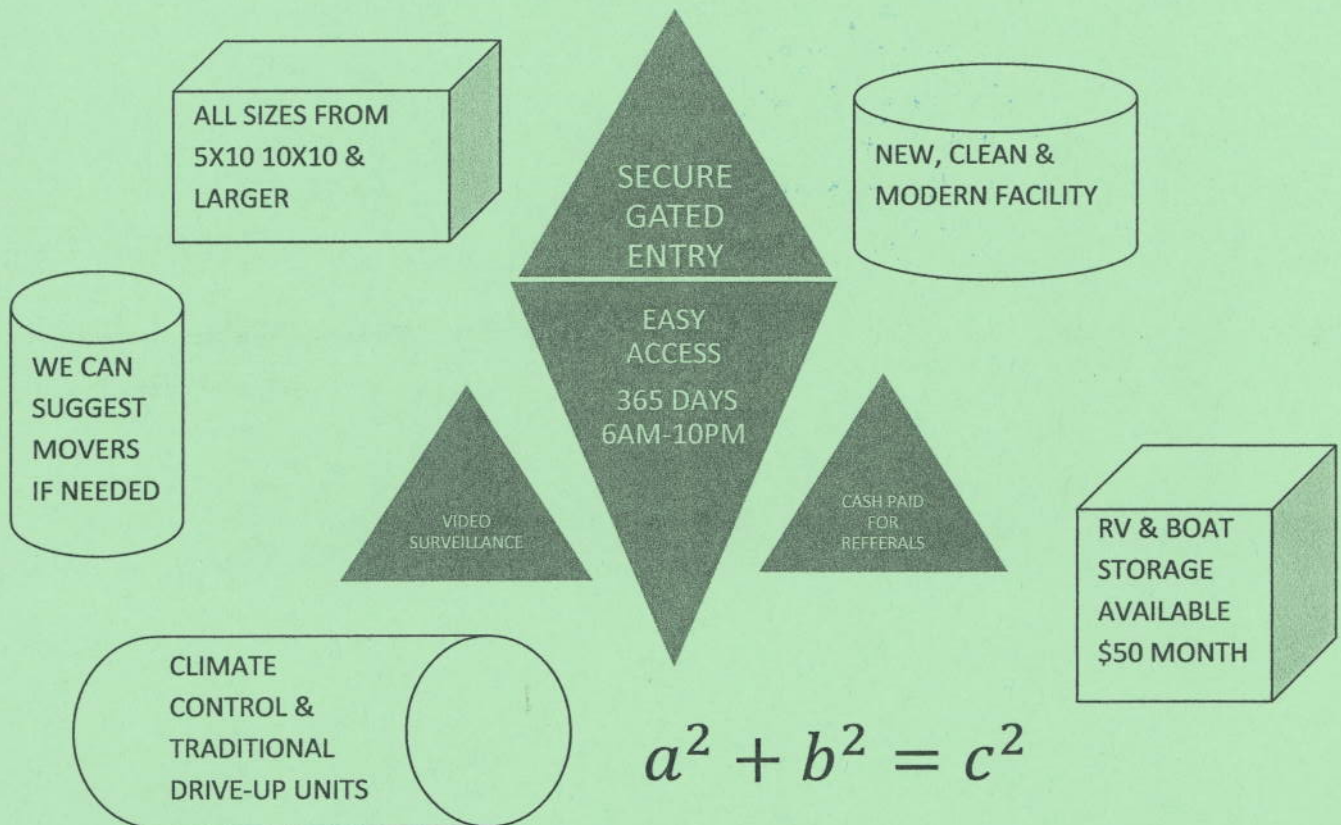 ALL SIZES FROM
5X10 10X10 &
LARGER
SECURE
GATED
ENTRY
NEW, CLEAN &
MODERN FACILITY
WE CAN
SUGGEST
MOVERS
IF NEEDED
EASY
ACCESS
365 DAYS
6AM-10PM
VIDEO
SURVEILLANCE
CASH PAID
FOR
REFFERALS
RV & BOAT
STORAGE
AVAILABLE
$50 MONTH
CLIMATE
CONTROL &
TRADITIONAL
DRIVE-UP UNITS
a² + b² = c²